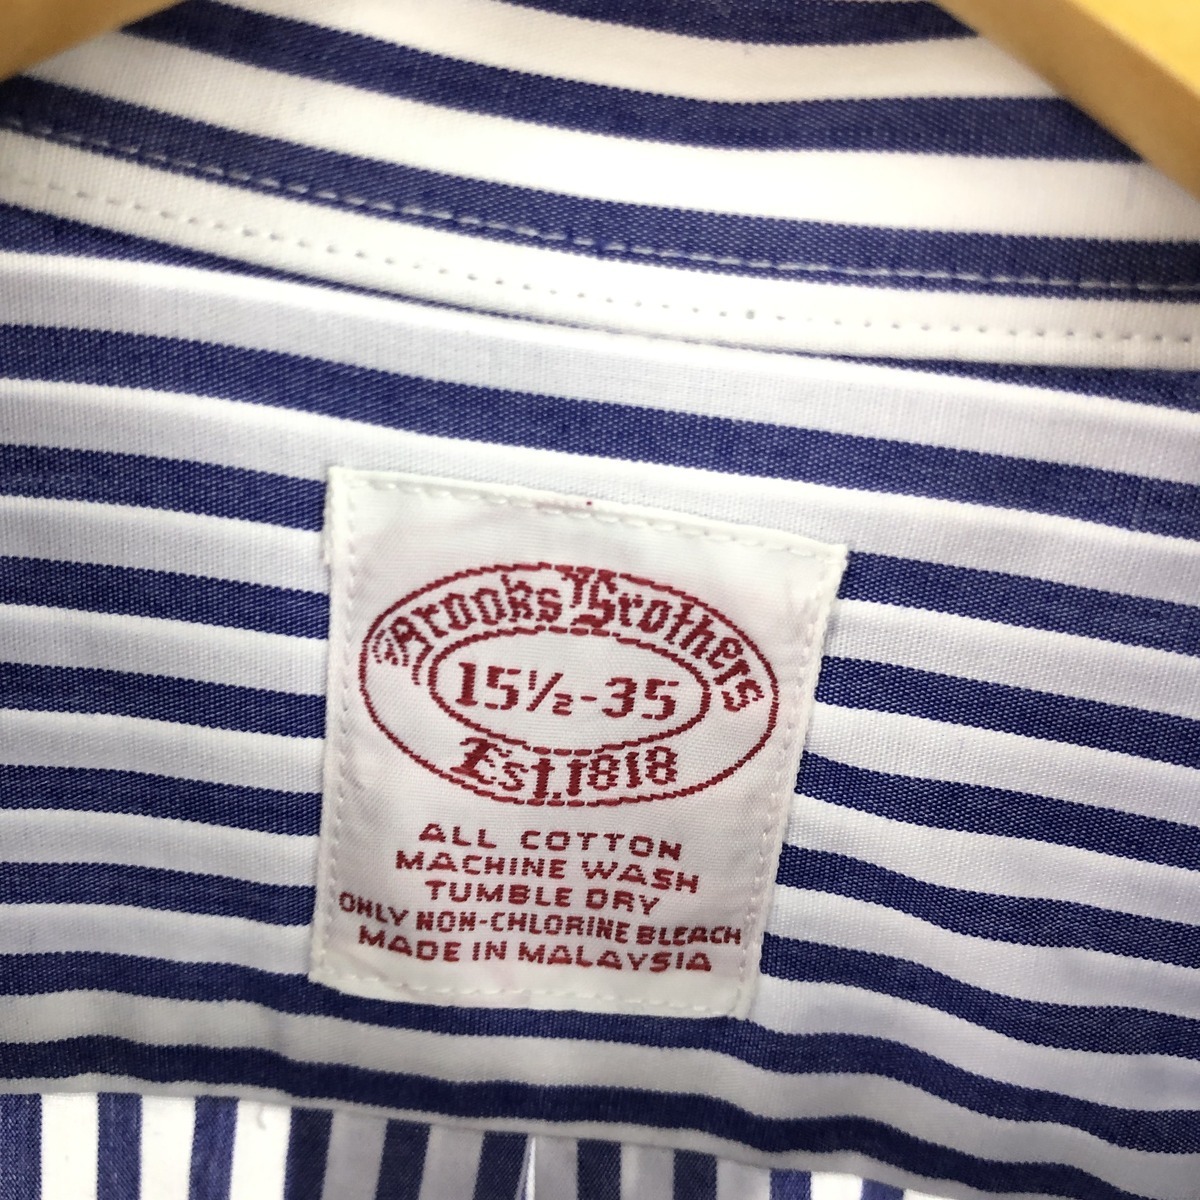 Brooks Brothers
15½-35
Est.1818
ALL COTTON
MACHINE WASH
TUMBLE DRY
ONLY NON-CHLORINE BLEACH
MADE IN MALAYSIA